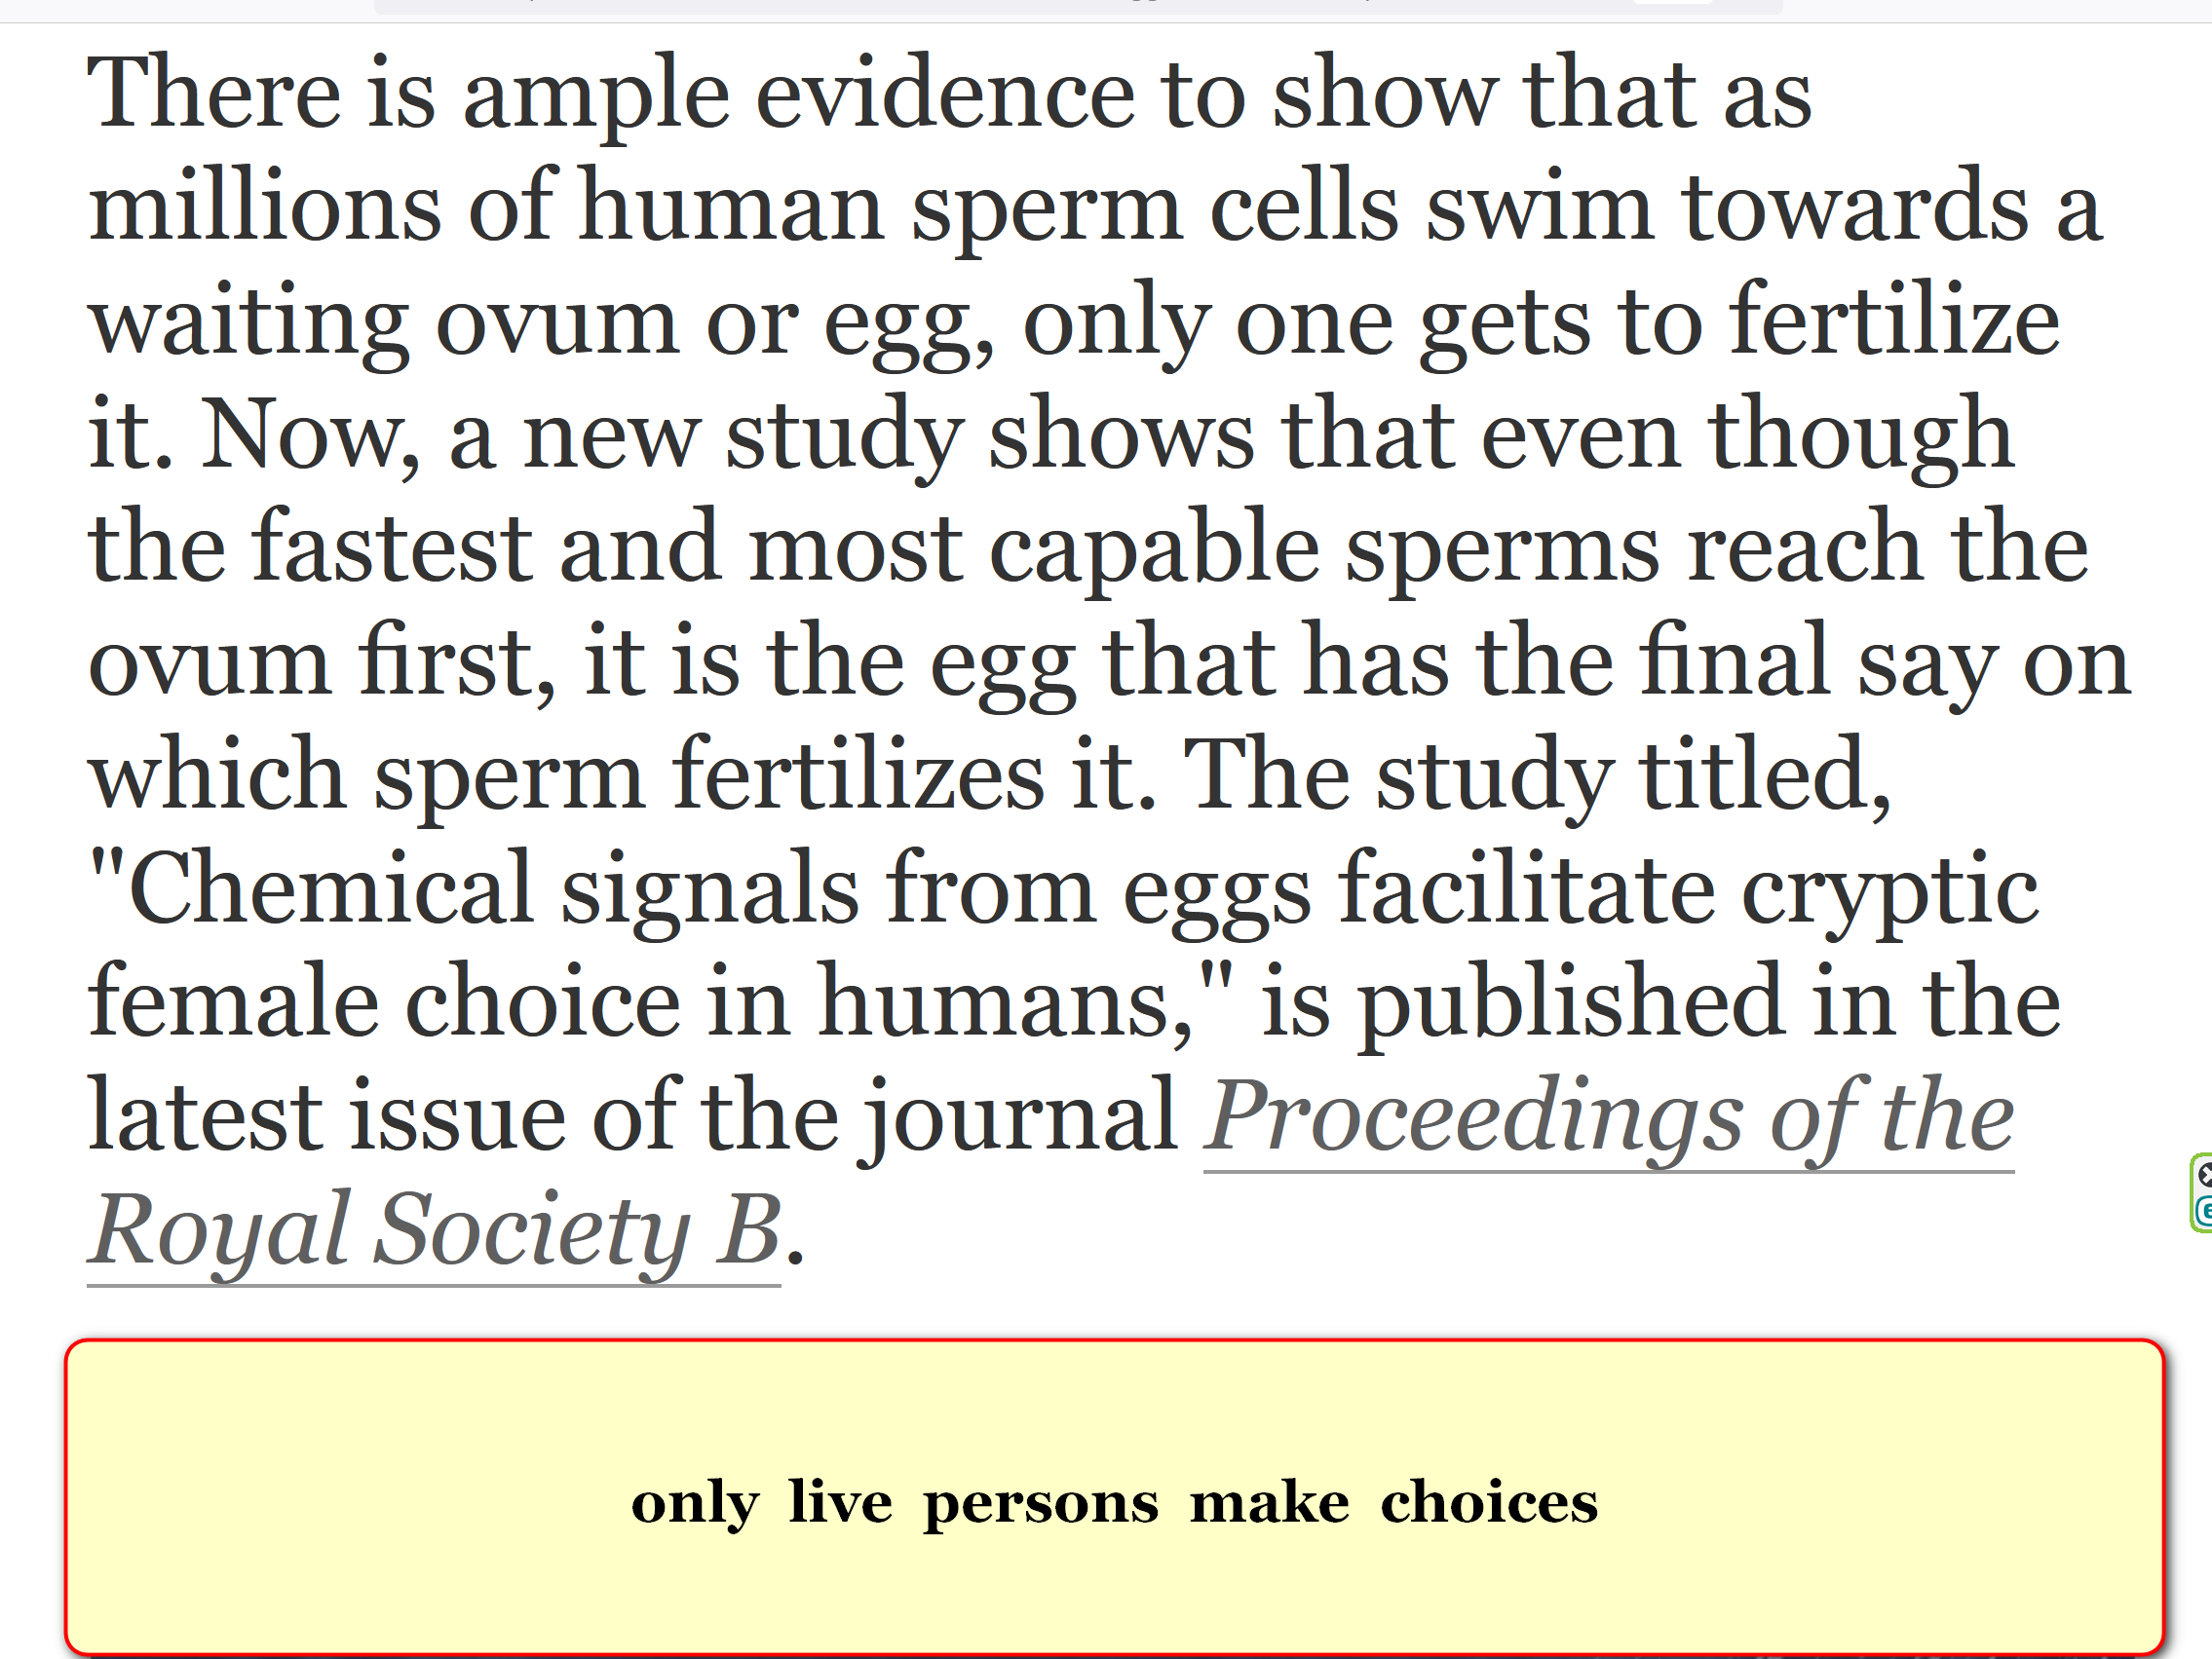 There is ample evidence to show that as
millions of human sperm cells swim towards a
waiting ovum or egg, only one gets to fertilize
it. Now, a new study shows that even though
the fastest and most capable sperms reach the
ovum first, it is the egg that has the final say on
which sperm fertilizes it. The study titled,
"Chemical signals from eggs facilitate cryptic
female choice in humans," is published in the
latest issue of the journal Proceedings of the
Royal Society B.
only live persons make choices